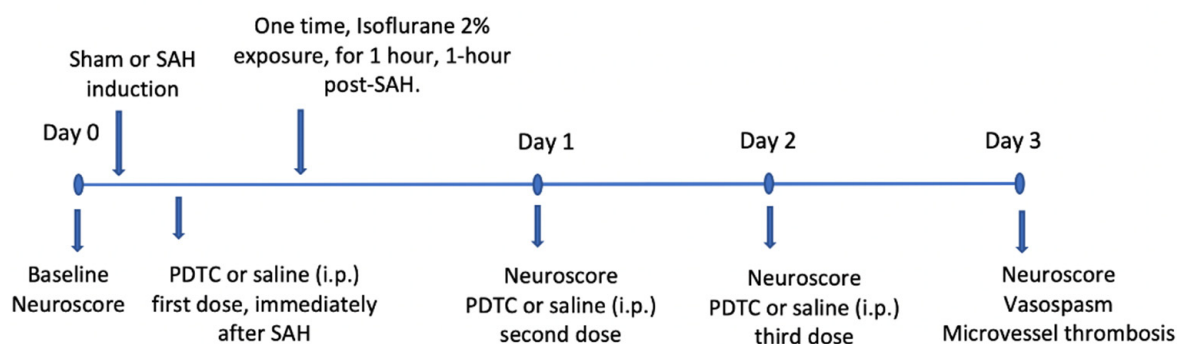 One time, Isoflurane 2%
exposure, for 1 hour, 1-hour
post-SAH.
Sham or SAH
induction
Day 0
Day 1
Day 2
Day 3
Baseline
Neuroscore
PDTC or saline (i.p.)
first dose, immediately
after SAH
Neuroscore
PDTC or saline (i.p.)
second dose
Neuroscore
PDTC or saline (i.p.)
third dose
Neuroscore
Vasospasm
Microvessel thrombosis